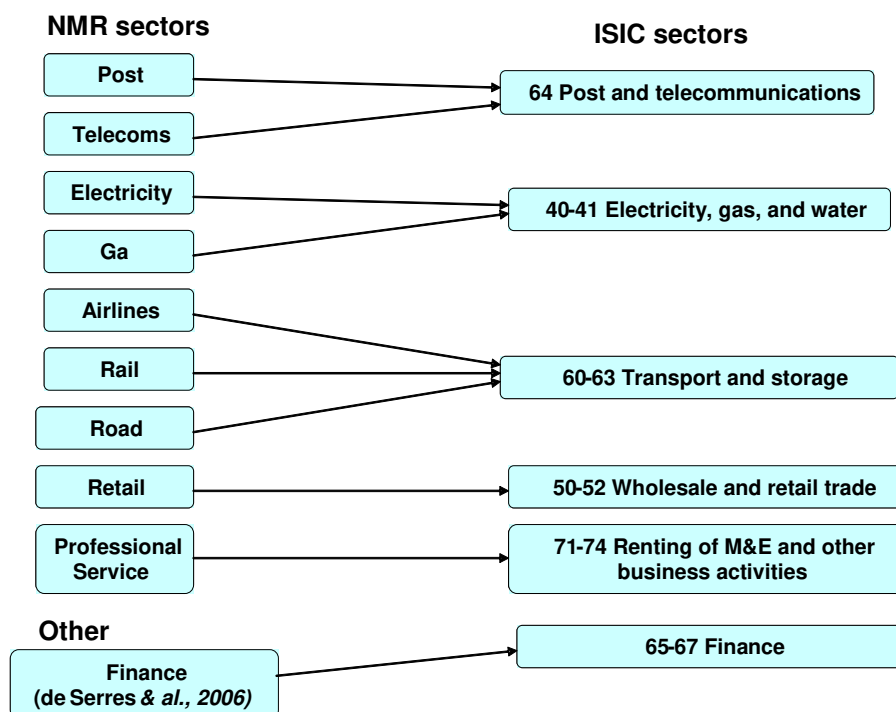 NMR sectors
ISIC sectors
Post
64 Post and telecommunications
Telecoms
Electricity
40-41 Electricity, gas, and water
Ga
Airlines
Rail
60-63 Transport and storage
Road
Retail
50-52 Wholesale and retail trade
Professional
Service
71-74 Renting of M&E and other
business activities
Other
65-67 Finance
Finance
(de Serres & al., 2006)